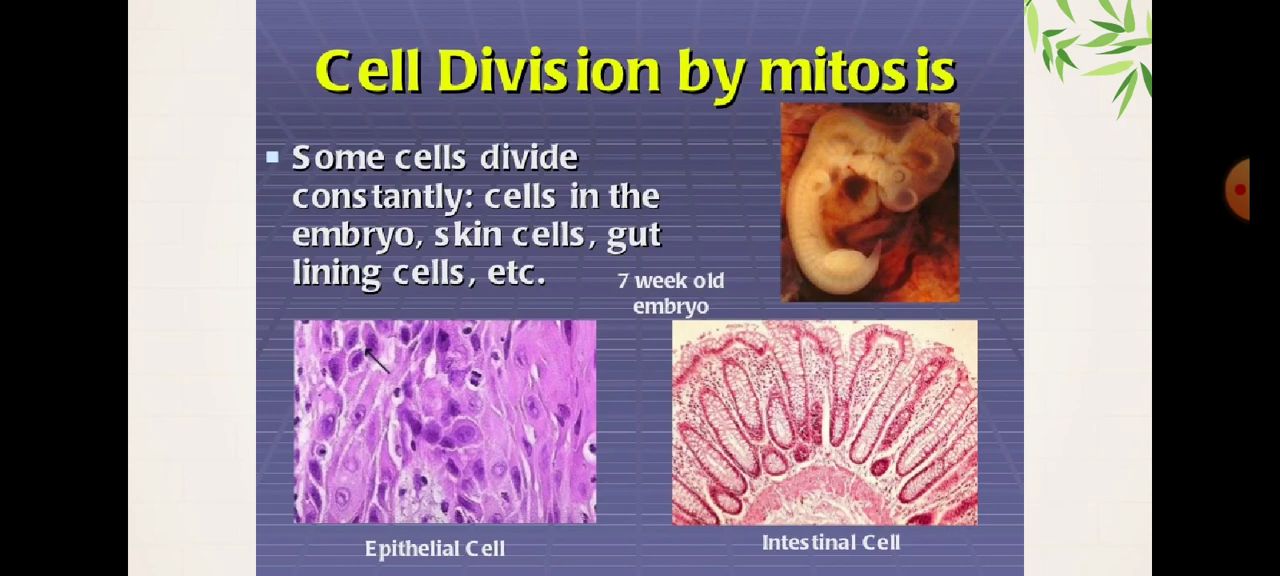 Cell Division by mitosis
Some cells divide
constantly: cells in the
embryo, skin cells, gut
lining cells, etc.
7 week old
embryo
Epithelial Cell
Intestinal Cell